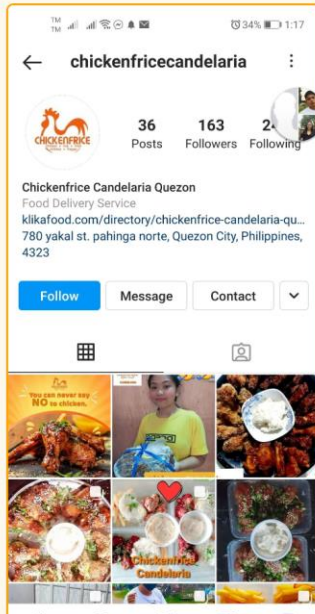 TM
TM
34% 1:17
chickenfricecandelaria
CHICKENFRICE
36 163
Posts Followers Following
Chickenfrice Candelaria Quezon
Food Delivery Service
klikafood.com/directory/chickenfrice-candelaria-qu...
780 yakal st. pahinga norte, Quezon City, Philippines,
4323
Follow Message Contact
You can never say
NO to chicken.
Chickenfrice
Candelaria